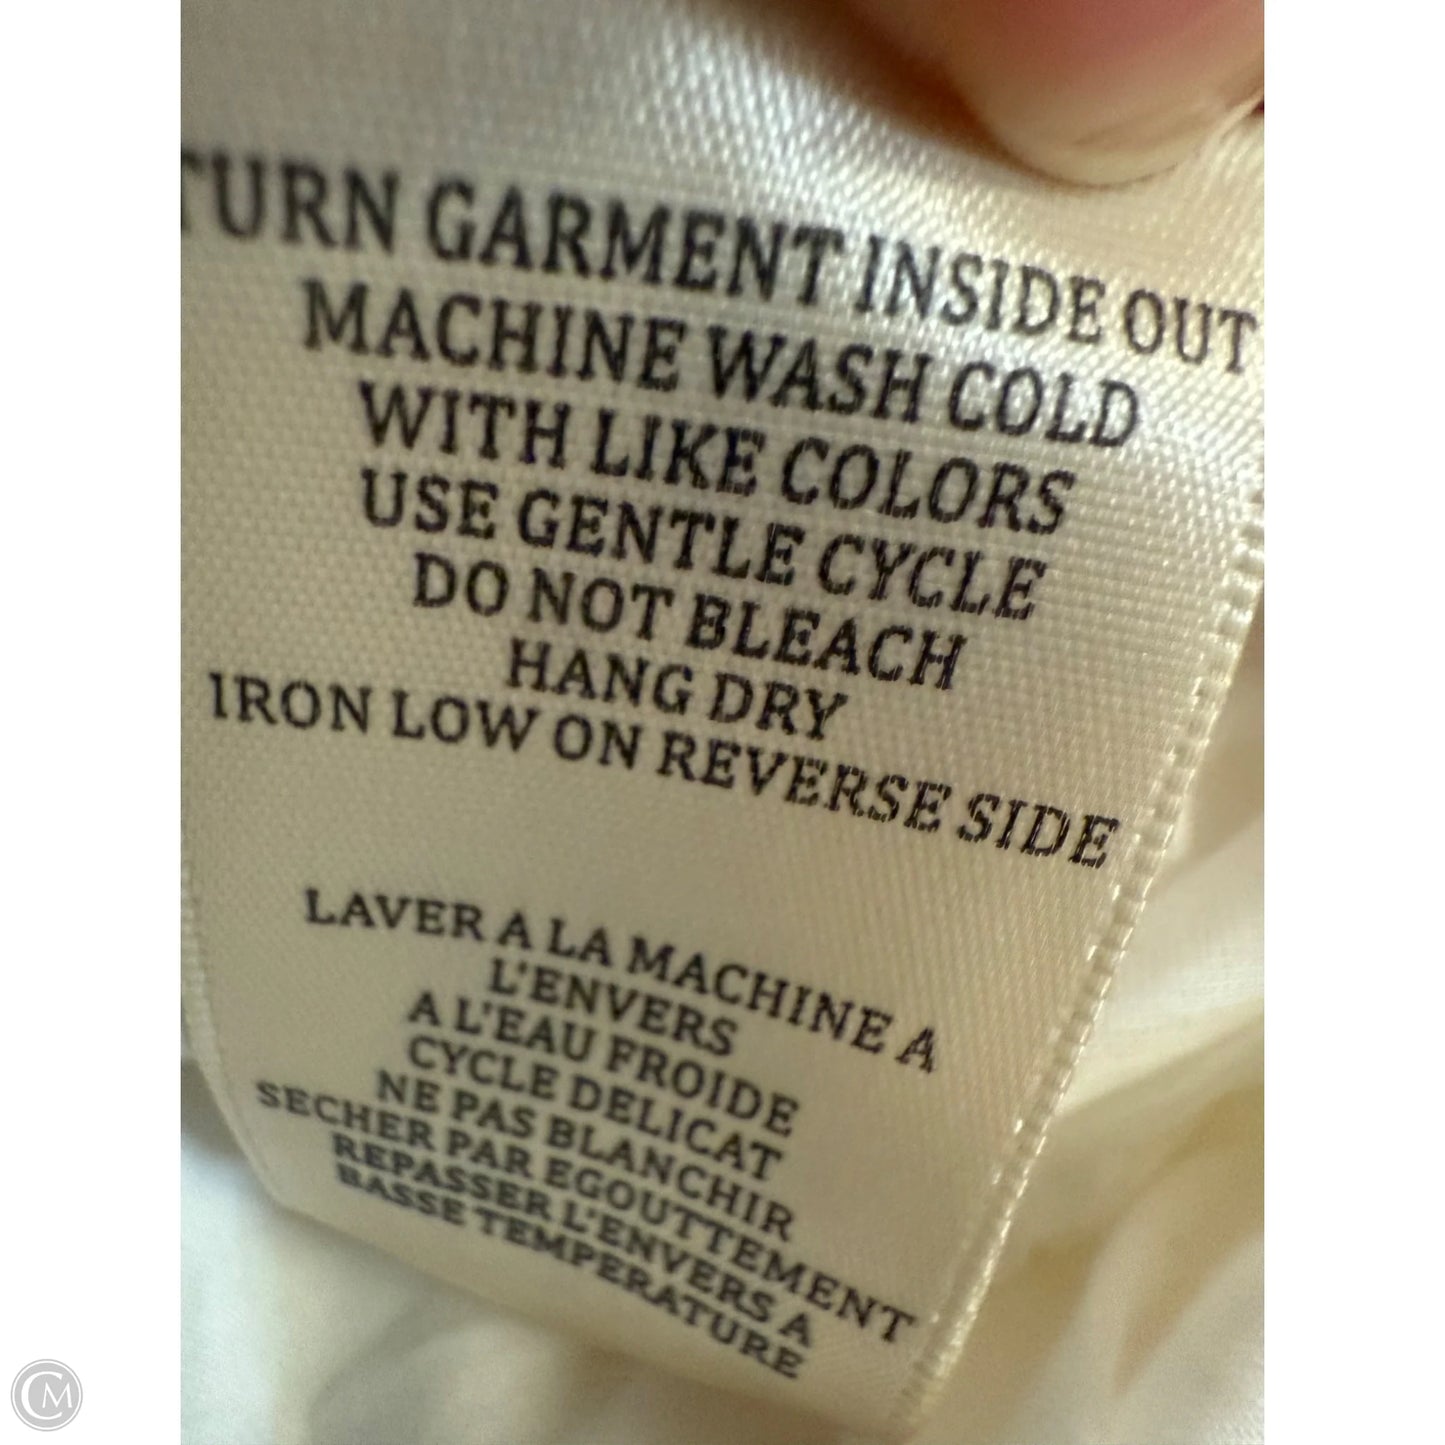 TURN GARMENT INSIDE OUT
MACHINE WASH COLD
WITH LIKE COLORS
USE GENTLE CYCLE
DO NOT BLEACH
HANG DRY
IRON LOW ON REVERSE SIDE
LAVER A LA MACHINE A
L'ENVERS
A L'EAU FROIDE
CYCLE DELICAT
NE PAS BLANCHIR
SECHER PAR EGOUTTEMENT
REPASSER L'ENVERS A
BASSE TEMPERATURE
CM